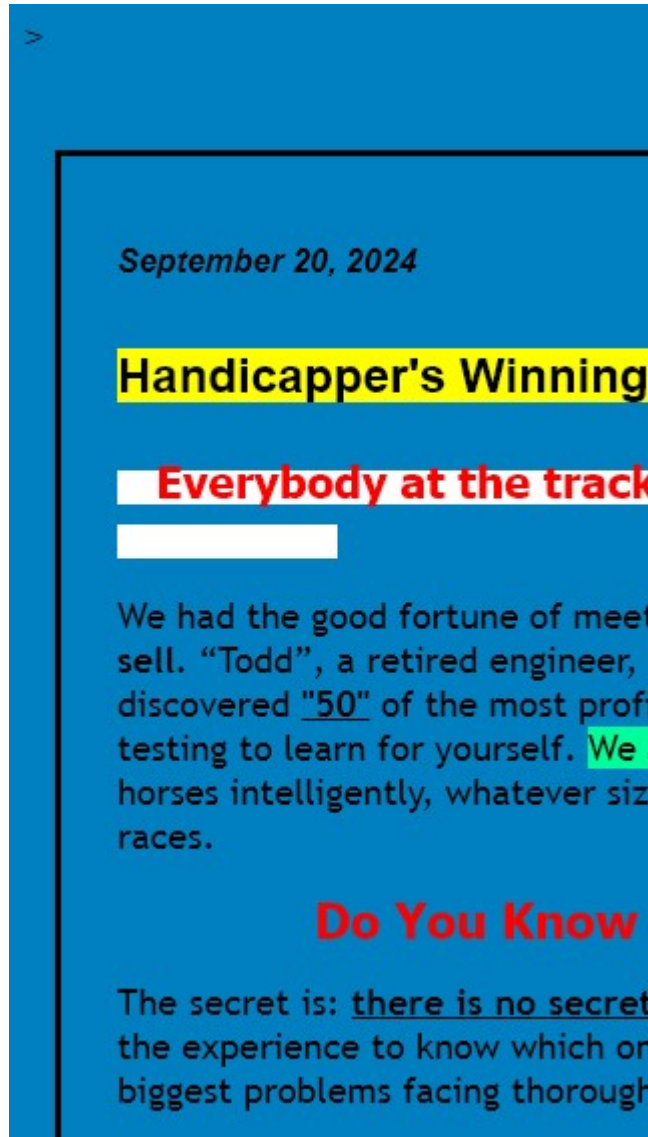 >
September 20, 2024
Handicapper's Winning
Everybody at the track
We had the good fortune of meet
sell. “Todd”, a retired engineer,
discovered "50" of the most profi
testing to learn for yourself. We
horses intelligently, whatever siz
races.
Do You Know
The secret is: there is no secret
the experience to know which or
biggest problems facing thorough